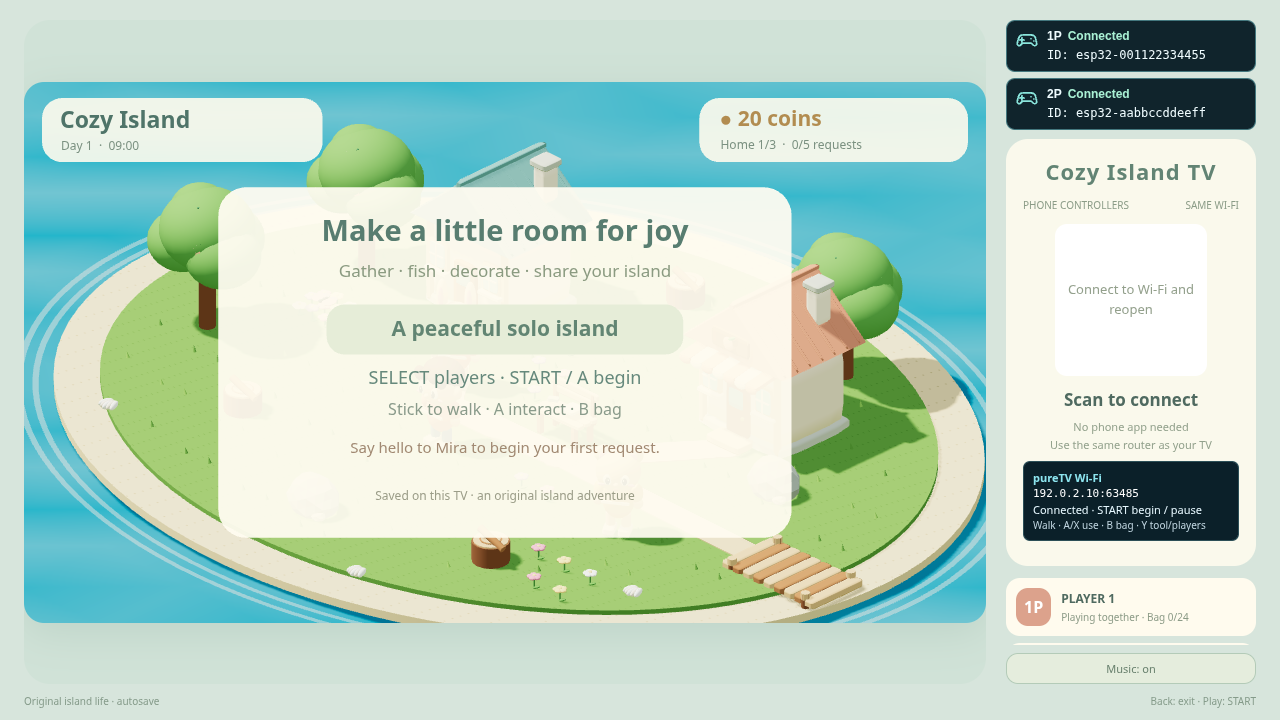 Cozy Island
Day 1 · 09:00
● 20 coins
Home 1/3 · 0/5 requests
Make a little room for joy
Gather · fish · decorate · share your island
A peaceful solo island
SELECT players · START / A begin
Stick to walk · A interact · B bag
Say hello to Mira to begin your first request.
Saved on this TV · an original island adventure
Original island life · autosave
1P Connected
ID: esp32-001122334455
2P Connected
ID: esp32-aabbccddeeff
Cozy Island TV
PHONE CONTROLLERS SAME WI-FI
Connect to Wi-Fi and
reopen
Scan to connect
No phone app needed
Use the same router as your TV
pureTV Wi-Fi
192.0.2.10:63485
Connected · START begin / pause
Walk · A/X use · B bag · Y tool/players
1P PLAYER 1
Playing together · Bag 0/24
Music: on
Back: exit · Play: START